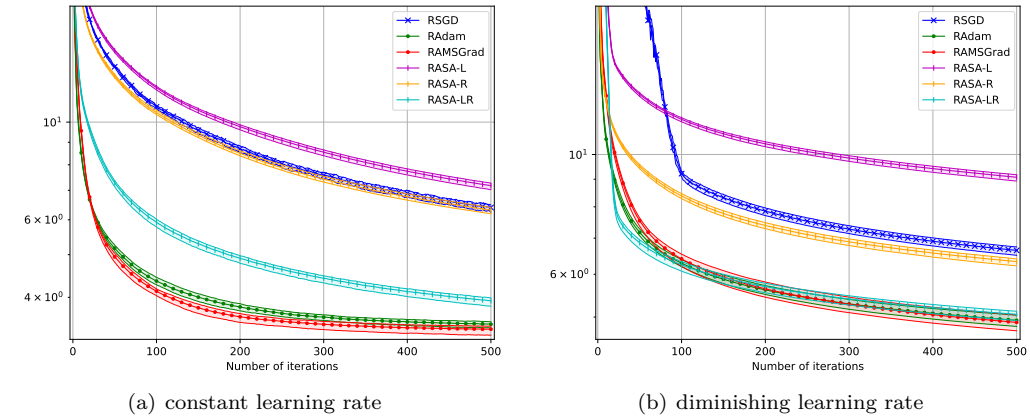 RSGD
RAdam
RAMSGrad
RASA-L
RASA-R
RASA-LR
10¹
6 × 10⁰
4 × 10⁰
0 100 200 300 400 500
Number of iterations
(a) constant learning rate
RSGD
RAdam
RAMSGrad
RASA-L
RASA-R
RASA-LR
10¹
6 × 10⁰
0 100 200 300 400 500
Number of iterations
(b) diminishing learning rate